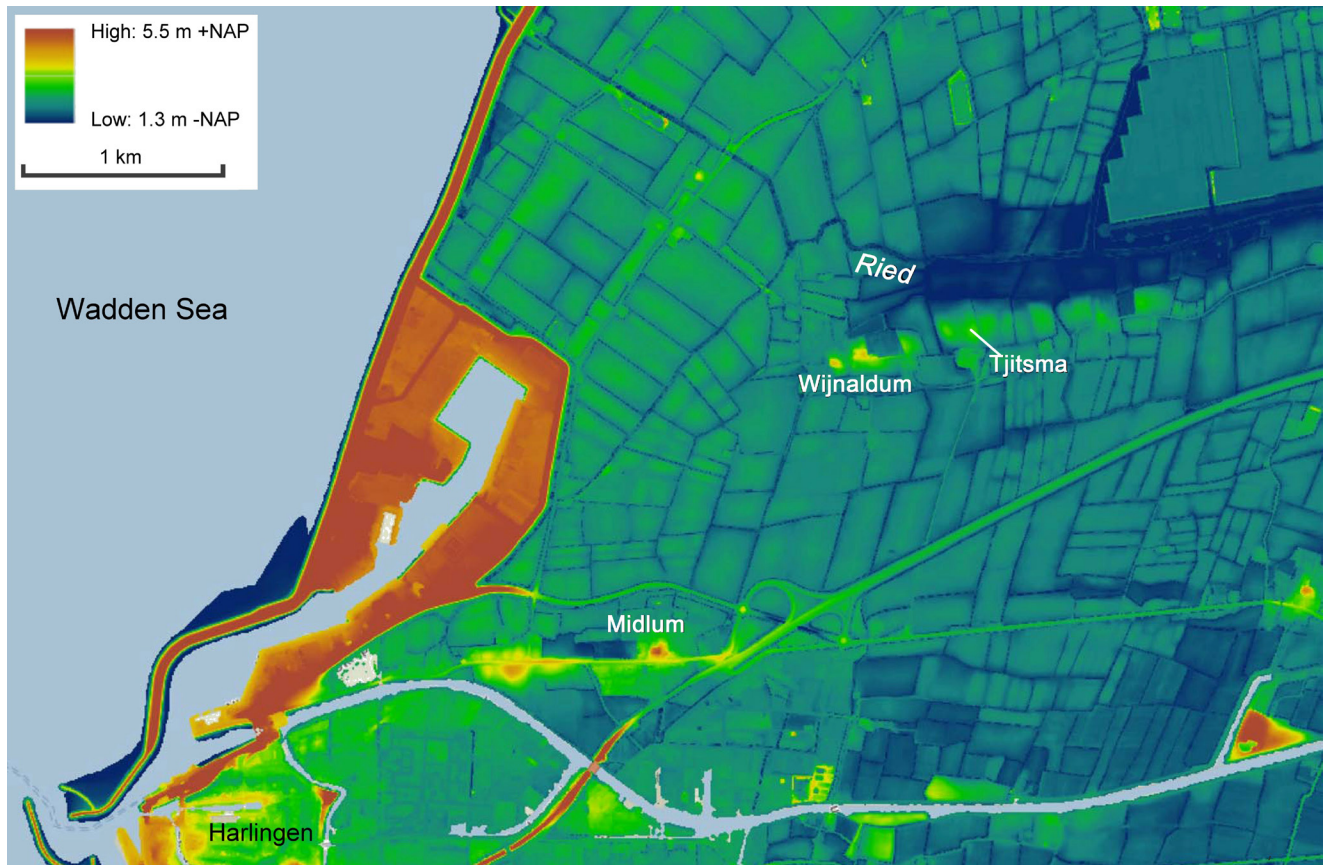 High: 5.5 m +NAP
Low: 1.3 m -NAP
1 km
Wadden Sea
Ried
Tjitsma
Wijnaldum
Midlum
Harlingen